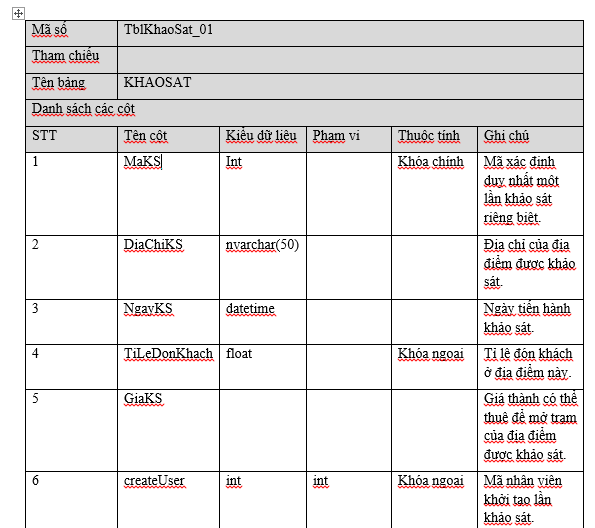 Mã số TblKhaoSat_01
Tham chiếu
Tên bảng KHAOSAT
Danh sách các cột
STT Tên cột Kiểu dữ liệu Phạm vi Thuộc tính Ghi chú
1 MaKS Int Khóa chính Mã xác định
duy nhất một
lần khảo sát
riêng biệt.
2 DiaChiKS nvarchar(50) Địa chỉ của địa
điểm được khảo
sát.
3 NgayKS datetime Ngày tiến hành
khảo sát.
4 TiLeDonKhach float Khóa ngoại Tỉ lệ đón khách
ở địa điểm này.
5 GiaKS Giá thành có thể
thuê để mở trạm
của địa điểm
được khảo sát.
6 createUser int int Khóa ngoại Mã nhân viên
khởi tạo lần
khảo sát.